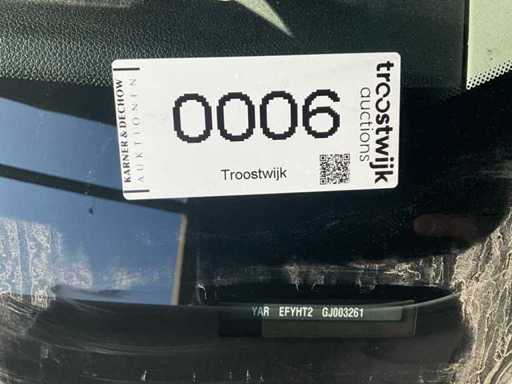 KARNER & DECHOW
AUKTIONEN
0006
Troostwijk
troostwijk
auctions
YAR EFYHT2 GJ003261